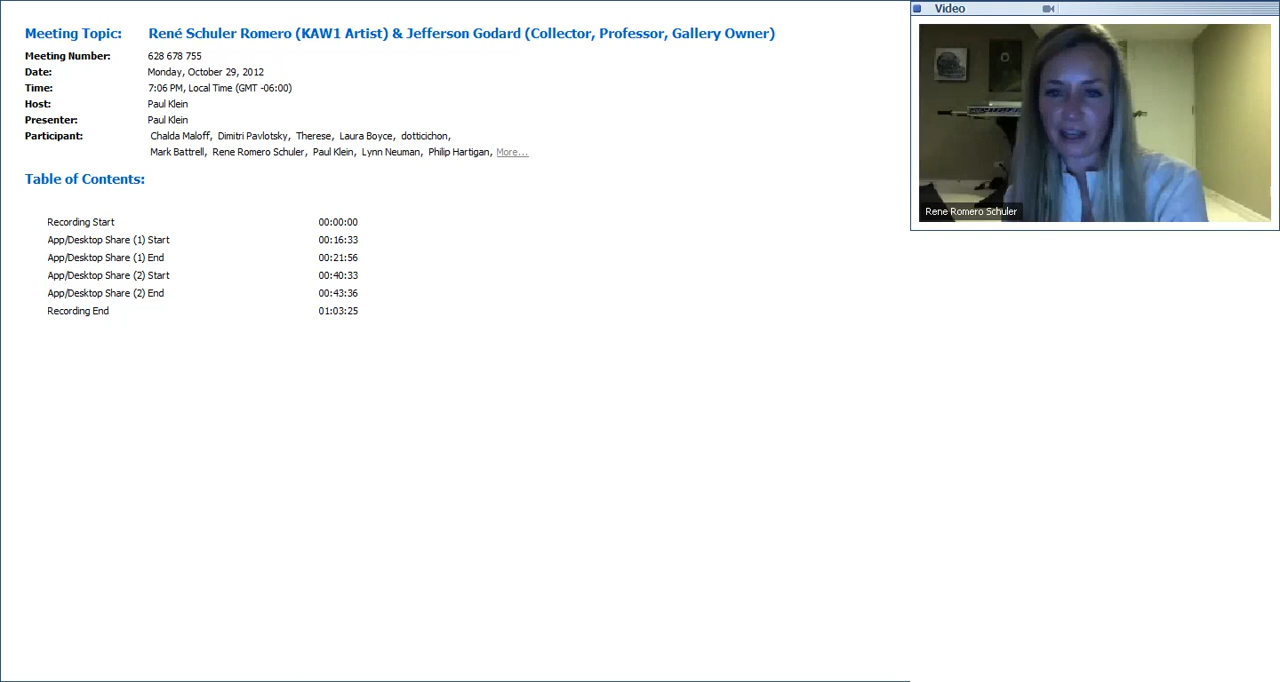 Meeting Topic: René Schuler Romero (KAW1 Artist) & Jefferson Godard (Collector, Professor, Gallery Owner)
Meeting Number: 628 678 755
Date: Monday, October 29, 2012
Time: 7:06 PM, Local Time (GMT -06:00)
Host: Paul Klein
Presenter: Paul Klein
Participant: Chalda Maloff, Dimitri Pavlotsky, Therese, Laura Boyce, dotticichon,
Mark Battrell, Rene Romero Schuler, Paul Klein, Lynn Neuman, Philip Hartigan, More...
Table of Contents:
Recording Start 00:00:00
App/Desktop Share (1) Start 00:16:33
App/Desktop Share (1) End 00:21:56
App/Desktop Share (2) Start 00:40:33
App/Desktop Share (2) End 00:43:36
Recording End 01:03:25
Video
Rene Romero Schuler